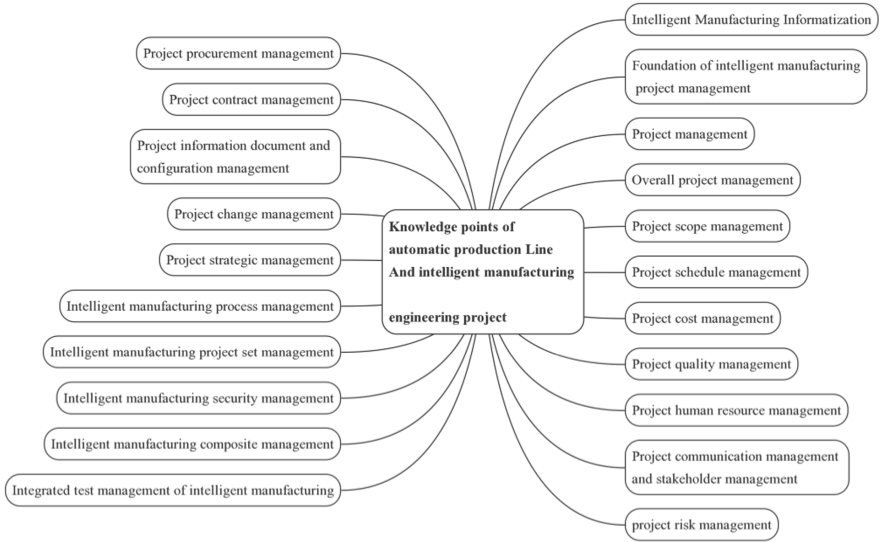 Project procurement management
Project contract management
Project information document and
configuration management
Project change management
Project strategic management
Intelligent manufacturing process management
Intelligent manufacturing project set management
Intelligent manufacturing security management
Intelligent manufacturing composite management
Integrated test management of intelligent manufacturing
Knowledge points of
automatic production Line
And intelligent manufacturing
engineering project
Intelligent Manufacturing Informatization
Foundation of intelligent manufacturing
project management
Project management
Overall project management
Project scope management
Project schedule management
Project cost management
Project quality management
Project human resource management
Project communication management
and stakeholder management
project risk management